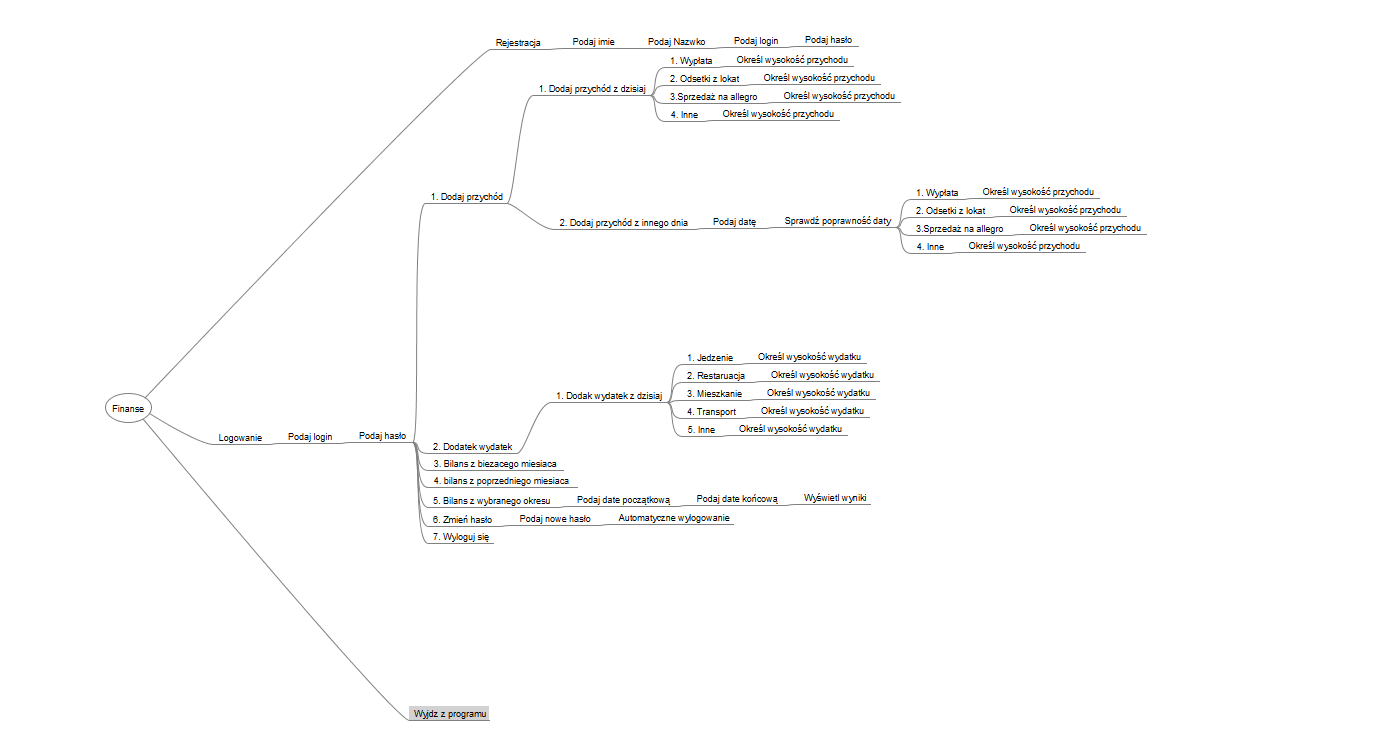 Rejestracja Podaj imie Podaj Nazwko Podaj login Podaj hasło
1. Dodaj przychód z dzisiaj
1. Wypłata Określ wysokość przychodu
2. Odsetki z lokat Określ wysokość przychodu
3.Sprzedaż na allegro Określ wysokość przychodu
4. Inne Określ wysokość przychodu
1. Dodaj przychód
2. Dodaj przychód z innego dnia Podaj datę Sprawdź poprawność daty
1. Wypłata Określ wysokość przychodu
2. Odsetki z lokat Określ wysokość przychodu
3.Sprzedaż na allegro Określ wysokość przychodu
4. Inne Określ wysokość przychodu
1. Dodak wydatek z dzisiaj
1. Jedzenie Określ wysokość wydatku
2. Restaruacja Określ wysokość wydatku
3. Mieszkanie Określ wysokość wydatku
4. Transport Określ wysokość wydatku
5. Inne Określ wysokość wydatku
Finanse
Logowanie Podaj login Podaj hasło
2. Dodatek wydatek
3. Bilans z biezacego miesiaca
4. bilans z poprzedniego miesiaca
5. Bilans z wybranego okresu Podaj date początkową Podaj date końcową Wyświetl wyniki
6. Zmień hasło Podaj nowe hasło Automatyczne wylogowanie
7. Wyloguj się
Wyjdz z programu